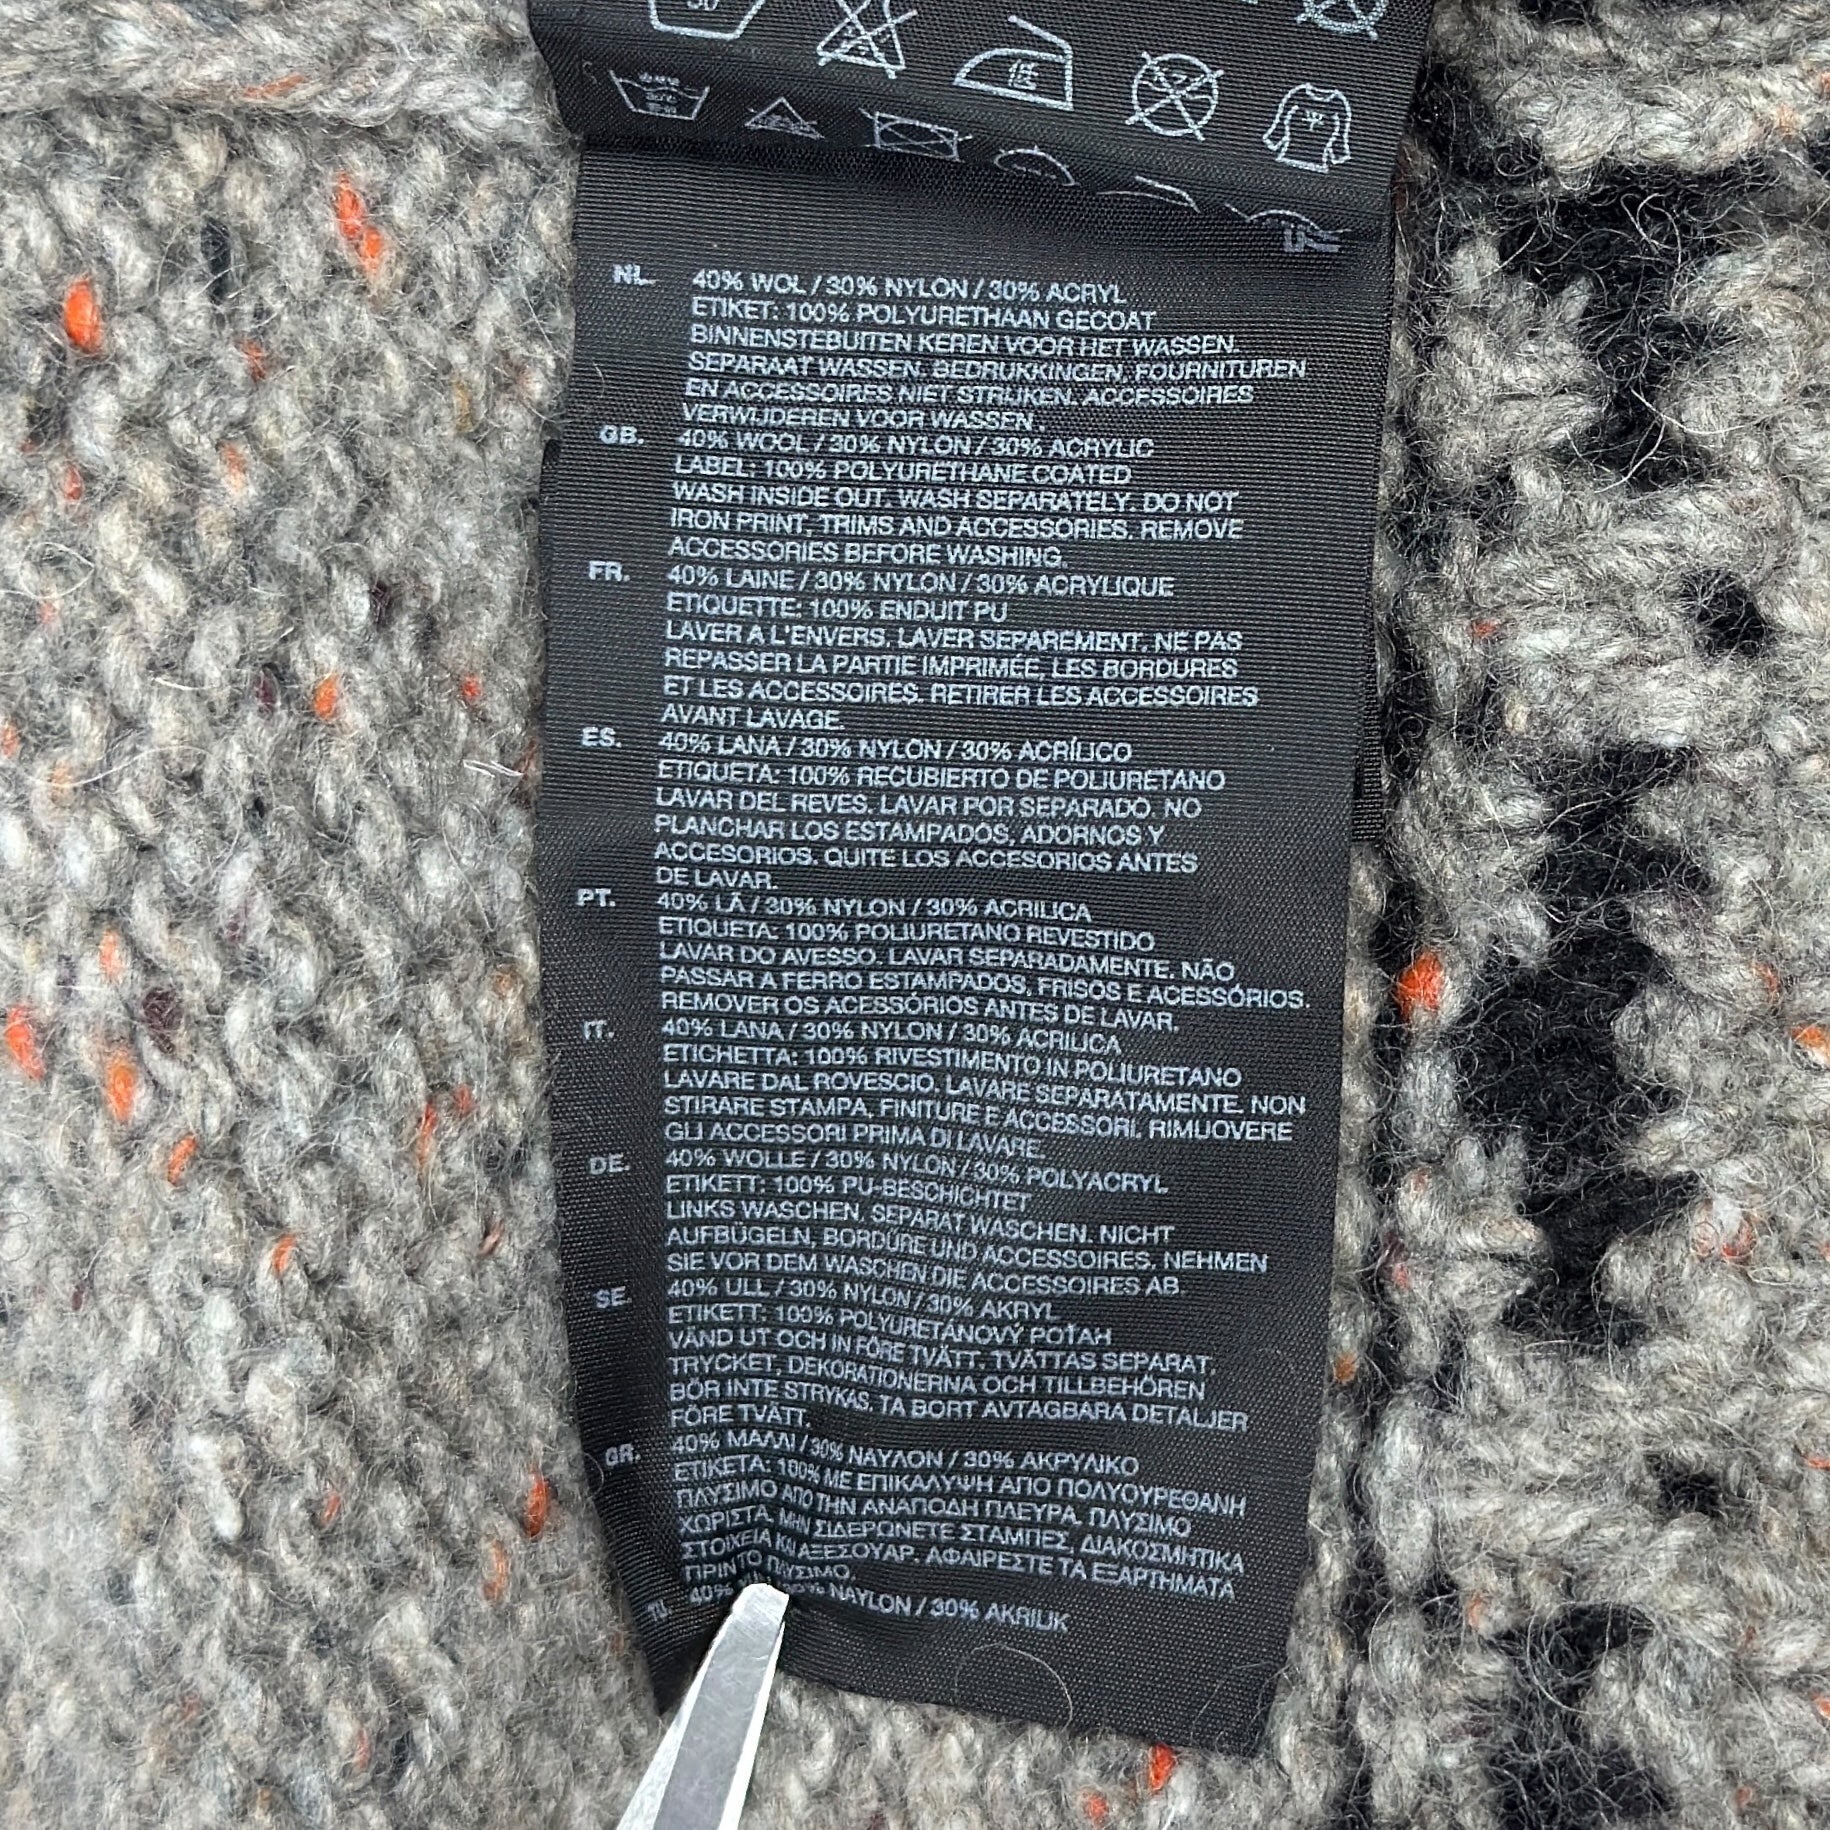 30
低
平
NL. 40% WOL / 30% NYLON / 30% ACRYL
ETIKET: 100% POLYURETHAAN GECOAT
BINNENSTEBUITEN KEREN VOOR HET WASSEN.
SEPARAAT WASSEN. BEDRUKKINGEN, FOURNITUREN
EN ACCESSOIRES NIET STRIJKEN. ACCESSOIRES
VERWIJDEREN VOOR WASSEN.
GB. 40% WOOL / 30% NYLON / 30% ACRYLIC
LABEL: 100% POLYURETHANE COATED
WASH INSIDE OUT. WASH SEPARATELY. DO NOT
IRON PRINT, TRIMS AND ACCESSORIES. REMOVE
ACCESSORIES BEFORE WASHING.
FR. 40% LAINE / 30% NYLON / 30% ACRYLIQUE
ETIQUETTE: 100% ENDUIT PU
LAVER A L'ENVERS. LAVER SEPAREMENT. NE PAS
REPASSER LA PARTIE IMPRIMÉE, LES BORDURES
ET LES ACCESSOIRES. RETIRER LES ACCESSOIRES
AVANT LAVAGE.
ES. 40% LANA / 30% NYLON / 30% ACRÍLICO
ETIQUETA: 100% RECUBIERTO DE POLIURETANO
LAVAR DEL REVES. LAVAR POR SEPARADO. NO
PLANCHAR LOS ESTAMPADOS, ADORNOS Y
ACCESORIOS. QUITE LOS ACCESORIOS ANTES
DE LAVAR.
PT. 40% LÃ / 30% NYLON / 30% ACRILICA
ETIQUETA: 100% POLIURETANO REVESTIDO
LAVAR DO AVESSO. LAVAR SEPARADAMENTE. NÃO
PASSAR A FERRO ESTAMPADOS, FRISOS E ACESSÓRIOS.
REMOVER OS ACESSÓRIOS ANTES DE LAVAR.
IT. 40% LANA / 30% NYLON / 30% ACRILICA
ETICHETTA: 100% RIVESTIMENTO IN POLIURETANO
LAVARE DAL ROVESCIO. LAVARE SEPARATAMENTE. NON
STIRARE STAMPA, FINITURE E ACCESSORI. RIMUOVERE
GLI ACCESSORI PRIMA DI LAVARE.
DE. 40% WOLLE / 30% NYLON / 30% POLYACRYL
ETIKETT: 100% PU-BESCHICHTET
LINKS WASCHEN. SEPARAT WASCHEN. NICHT
AUFBÜGELN, BORDÜRE UND ACCESSOIRES. NEHMEN
SIE VOR DEM WASCHEN DIE ACCESSOIRES AB.
SE. 40% ULL / 30% NYLON / 30% AKRYL
ETIKETT: 100% POLYURETÁNOVÝ POŤAH
VÄND UT OCH IN FÖRE TVÄTT. TVÄTTAS SEPARAT.
TRYCKET, DEKORATIONERNA OCH TILLBEHÖREN
BÖR INTE STRYKAS. TA BORT AVTAGBARA DETALJER
FÖRE TVÄTT.
GR. 40% ΜΑΛΛΙ / 30% ΝΑΥΛΟΝ / 30% ΑΚΡΥΛΙΚΟ
ΕΤΙΚΕΤΑ: 100% ΜΕ ΕΠΙΚΑΛΥΨΗ ΑΠΟ ΠΟΛΥΟΥΡΕΘΑΝΗ
ΠΛΥΣΙΜΟ ΑΠΟ ΤΗΝ ΑΝΑΠΟΔΗ ΠΛΕΥΡΑ. ΠΛΥΣΙΜΟ
ΧΩΡΙΣΤΑ. ΜΗΝ ΣΙΔΕΡΩΝΕΤΕ ΣΤΑΜΠΕΣ, ΔΙΑΚΟΣΜΗΤΙΚΑ
ΣΤΟΙΧΕΙΑ ΚΑΙ ΑΞΕΣΟΥΑΡ. ΑΦΑΙΡΕΣΤΕ ΤΑ ΕΞΑΡΤΗΜΑΤΑ
ΠΡΙΝ ΤΟ ΠΛΥΣΙΜΟ.
TU. 40% NAYLON / 30% AKRILIK